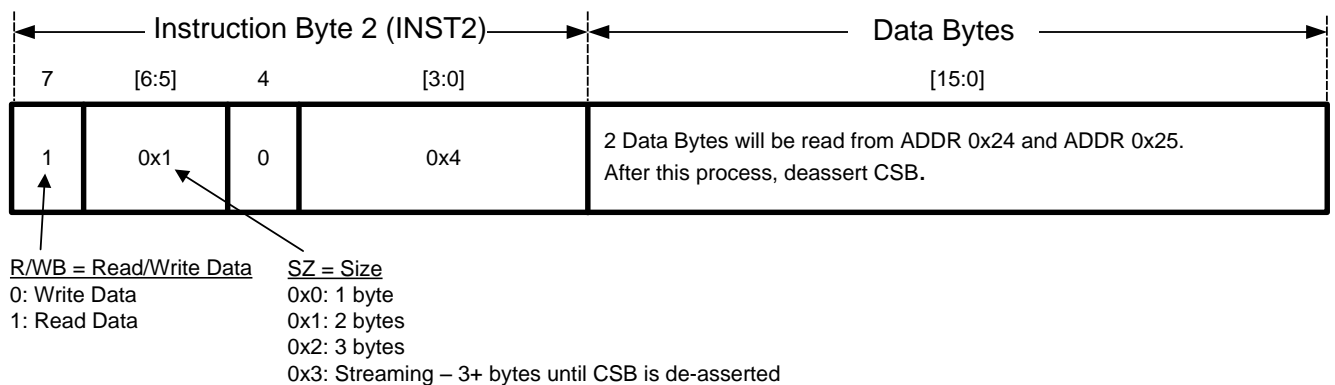 Instruction Byte 2 (INST2) Data Bytes
7 [6:5] 4 [3:0] [15:0]
1 0x1 0 0x4
2 Data Bytes will be read from ADDR 0x24 and ADDR 0x25.
After this process, deassert CSB.
R/WB = Read/Write Data
0: Write Data
1: Read Data
SZ = Size
0x0: 1 byte
0x1: 2 bytes
0x2: 3 bytes
0x3: Streaming – 3+ bytes until CSB is de-asserted